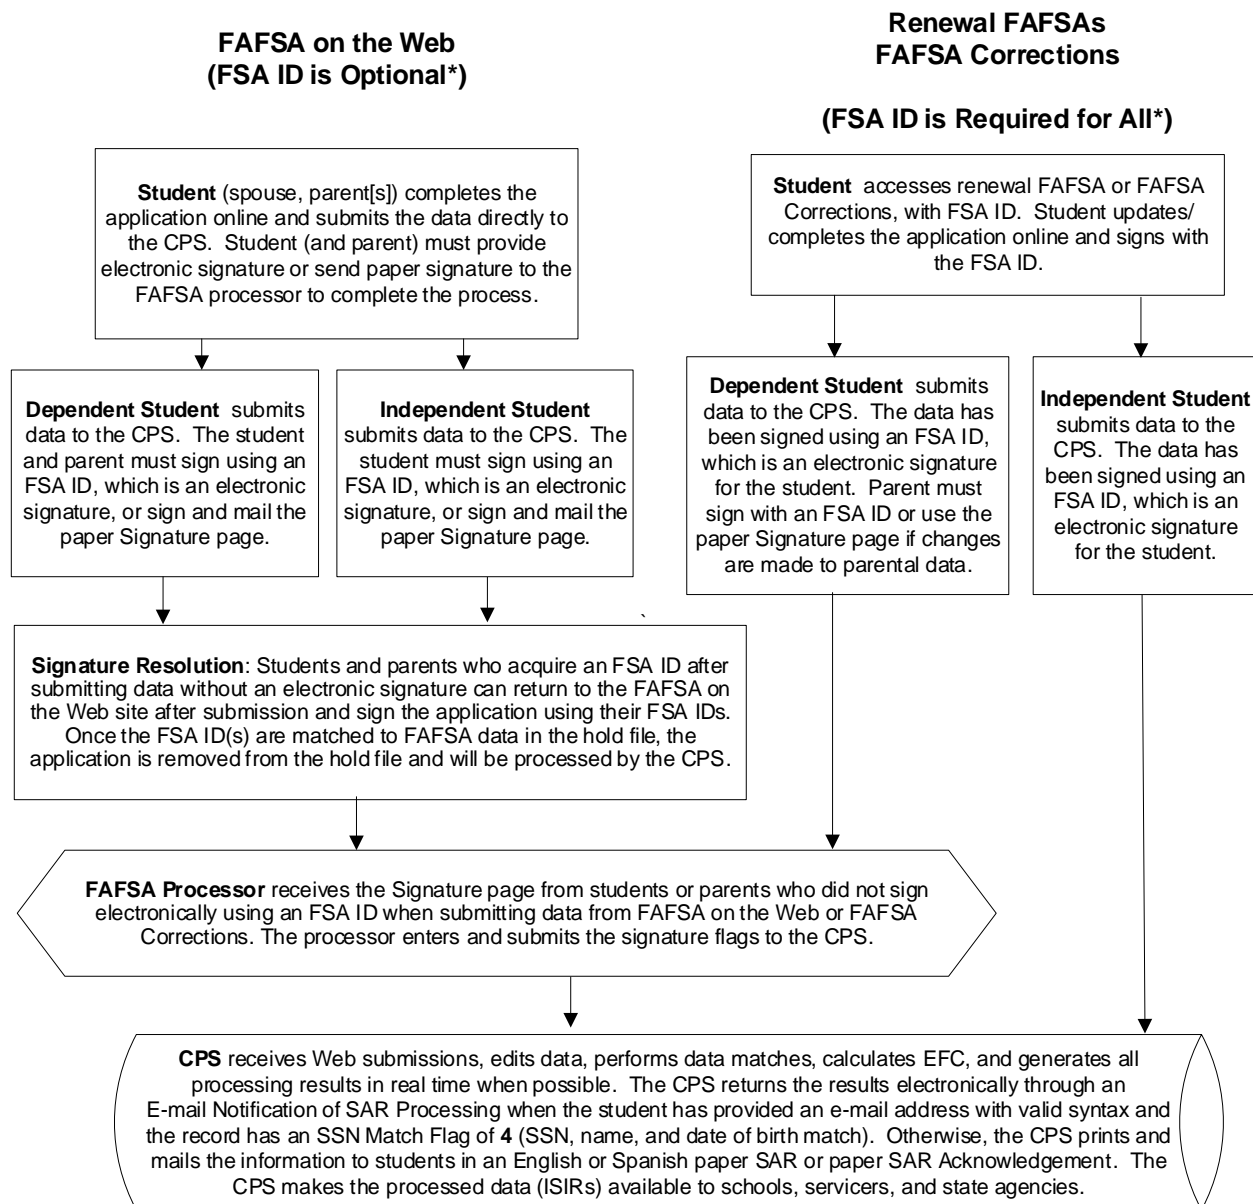 FAFSA on the Web
(FSA ID is Optional*)
Renewal FAFSAs
FAFSA Corrections
(FSA ID is Required for All*)
Student (spouse, parent[s]) completes the
application online and submits the data directly to
the CPS. Student (and parent) must provide
electronic signature or send paper signature to the
FAFSA processor to complete the process.
Student accesses renewal FAFSA or FAFSA
Corrections, with FSA ID. Student updates/
completes the application online and signs with
the FSA ID.
Dependent Student submits
data to the CPS. The student
and parent must sign using an
FSA ID, which is an electronic
signature, or sign and mail the
paper Signature page.
Independent Student
submits data to the CPS. The
student must sign using an
FSA ID, which is an electronic
signature, or sign and mail the
paper Signature page.
Dependent Student submits
data to the CPS. The data has
been signed using an FSA ID,
which is an electronic signature
for the student. Parent must
sign with an FSA ID or use the
paper Signature page if changes
are made to parental data.
Independent Student
submits data to the
CPS. The data has
been signed using an
FSA ID, which is an
electronic signature
for the student.
`
Signature Resolution: Students and parents who acquire an FSA ID after
submitting data without an electronic signature can return to the FAFSA on
the Web site after submission and sign the application using their FSA IDs.
Once the FSA ID(s) are matched to FAFSA data in the hold file, the
application is removed from the hold file and will be processed by the CPS.
FAFSA Processor receives the Signature page from students or parents who did not sign
electronically using an FSA ID when submitting data from FAFSA on the Web or FAFSA
Corrections. The processor enters and submits the signature flags to the CPS.
CPS receives Web submissions, edits data, performs data matches, calculates EFC, and generates all
processing results in real time when possible. The CPS returns the results electronically through an
E-mail Notification of SAR Processing when the student has provided an e-mail address with valid syntax and
the record has an SSN Match Flag of 4 (SSN, name, and date of birth match). Otherwise, the CPS prints and
mails the information to students in an English or Spanish paper SAR or paper SAR Acknowledgement. The
CPS makes the processed data (ISIRs) available to schools, servicers, and state agencies.